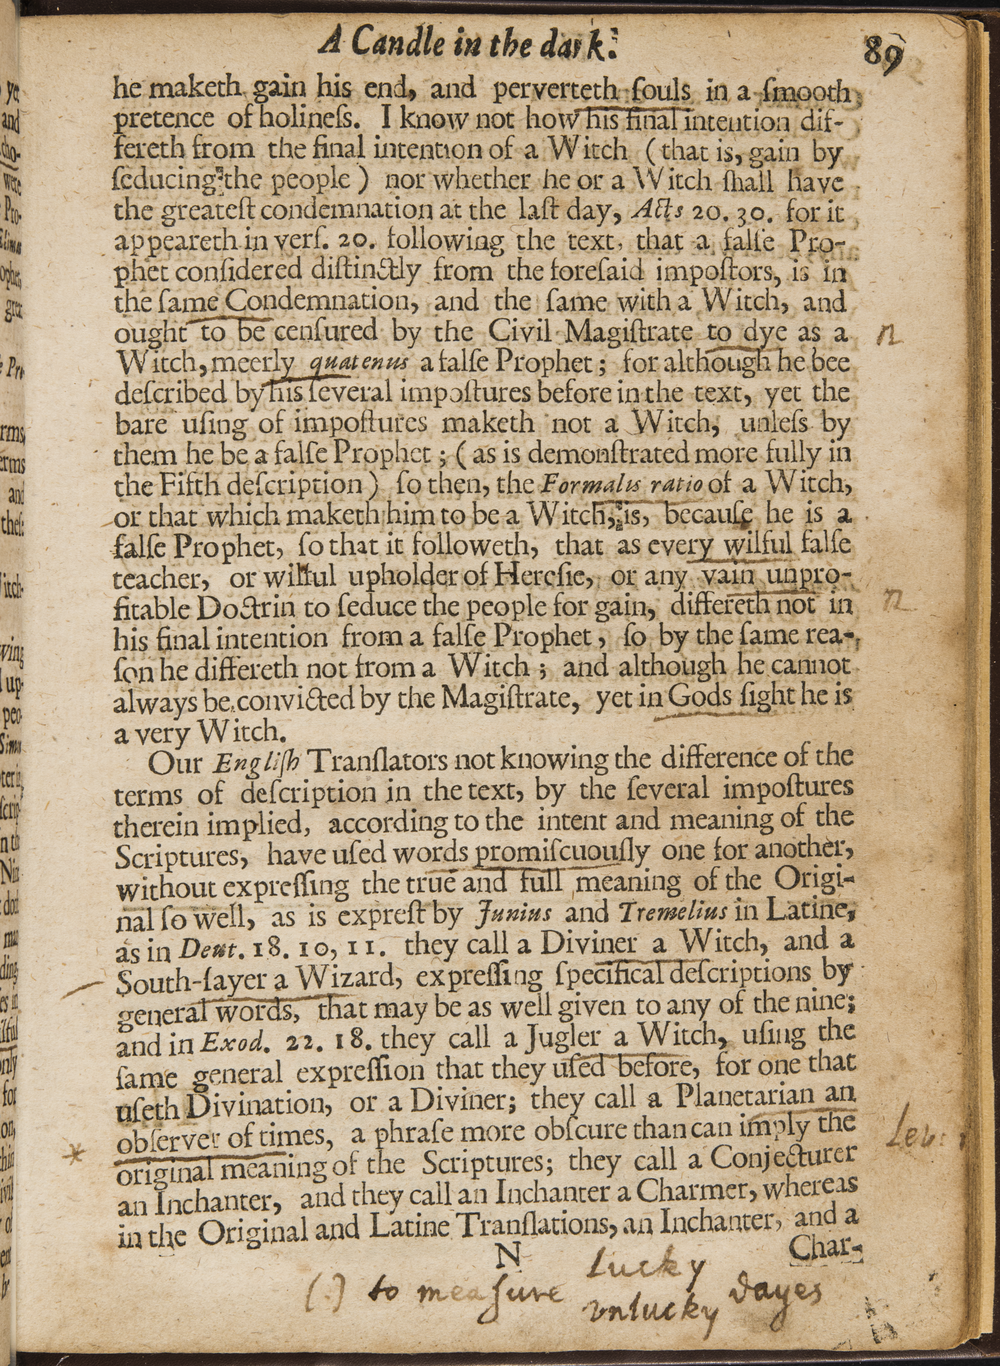 A Candle in the dark.
89
he maketh gain his end, and perverteth ſouls in a ſmooth
pretence of holineſs. I know not how his final intention dif-
fereth from the final intention of a Witch (that is, gain by
ſeducing the people) nor whether he or a Witch ſhall have
the greateſt condemnation at the laſt day, Acts 20. 30. for it
appeareth in verſ. 20. following the text, that a falſe Pro-
phet conſidered diſtinctly from the foreſaid impoſtors, is in
the ſame Condemnation, and the ſame with a Witch, and
ought to be cenſured by the Civil Magiſtrate to dye as a
n
Witch, meerly quatenus a falſe Prophet; for although he bee
deſcribed by his ſeveral impoſtures before in the text, yet the
bare uſing of impoſtures maketh not a Witch, unleſs by
them he be a falſe Prophet; (as is demonſtrated more fully in
the Fifth deſcription) ſo then, the Formalis ratio of a Witch,
or that which maketh him to be a Witch, is, becauſe he is a
falſe Prophet, ſo that it followeth, that as every wilful falſe
teacher, or wilful upholder of Hereſie, or any vain unpro-
fitable Doctrin to ſeduce the people for gain, differeth not in
n
his final intention from a falſe Prophet, ſo by the ſame rea-
ſon he differeth not from a Witch; and although he cannot
always be convicted by the Magiſtrate, yet in Gods ſight he is
a very Witch.
Our Engliſh Tranſlators not knowing the difference of the
terms of deſcription in the text, by the ſeveral impoſtures
therein implied, according to the intent and meaning of the
Scriptures, have uſed words promiſcuouſly one for another,
without expreſſing the true and full meaning of the Origi-
nal ſo well, as is expreſt by Junius and Tremelius in Latine,
as in Deut. 18. 10, 11. they call a Diviner a Witch, and a
South-ſayer a Wizard, expreſſing ſpecifical deſcriptions by
general words, that may be as well given to any of the nine;
and in Exod. 22. 18. they call a Jugler a Witch, uſing the
ſame general expreſſion that they uſed before, for one that
uſeth Divination, or a Diviner; they call a Planetarian an
obſerver of times, a phraſe more obſcure than can imply the
*
original meaning of the Scriptures; they call a Conjecturer
an Inchanter, and they call an Inchanter a Charmer, whereas
in the Original and Latine Tranſlations, an Inchanter, and a
N
Char-
(.) to meaſure lucky
unlucky dayes